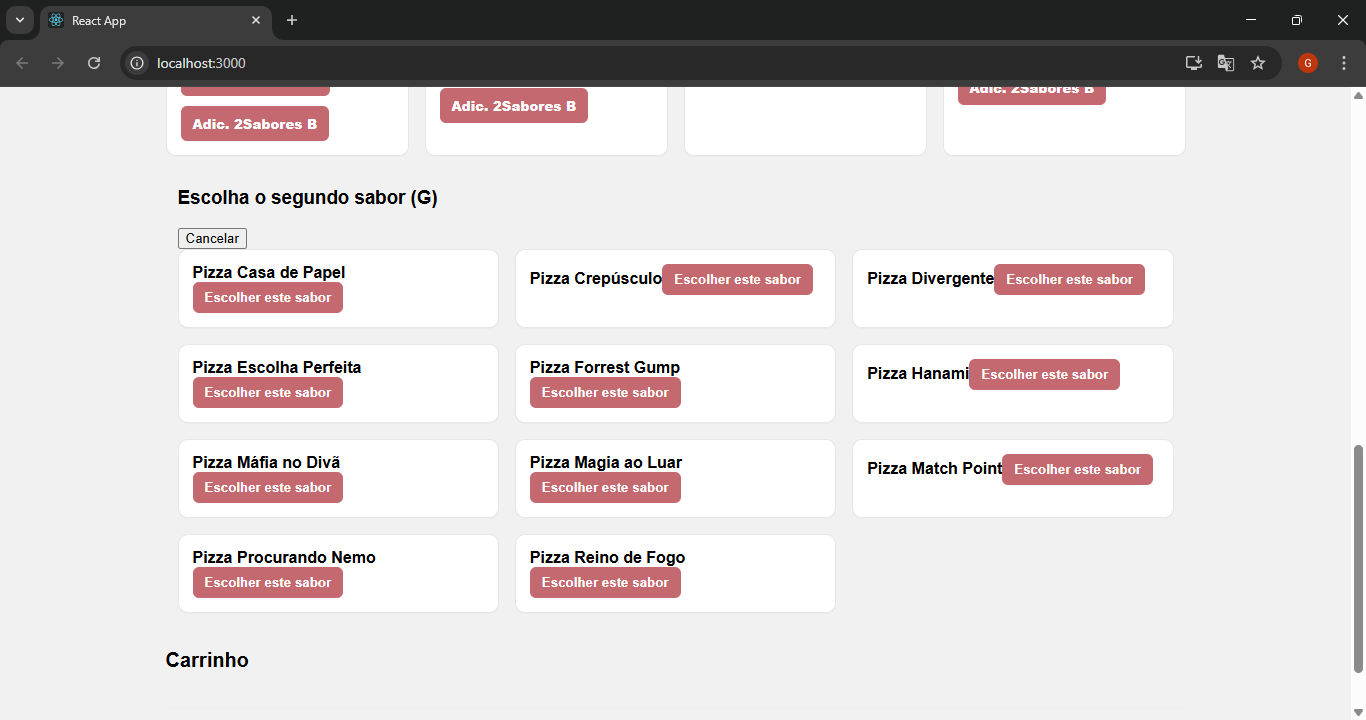 React App
localhost:3000
G
Adic. 2Sabores B
Adic. 2Sabores B
Adic. 2Sabores B
Escolha o segundo sabor (G)
Cancelar
Pizza Casa de Papel
Escolher este sabor
Pizza Crepúsculo Escolher este sabor
Pizza Divergente Escolher este sabor
Pizza Escolha Perfeita
Escolher este sabor
Pizza Forrest Gump
Escolher este sabor
Pizza Hanami Escolher este sabor
Pizza Máfia no Divã
Escolher este sabor
Pizza Magia ao Luar
Escolher este sabor
Pizza Match Point Escolher este sabor
Pizza Procurando Nemo
Escolher este sabor
Pizza Reino de Fogo
Escolher este sabor
Carrinho